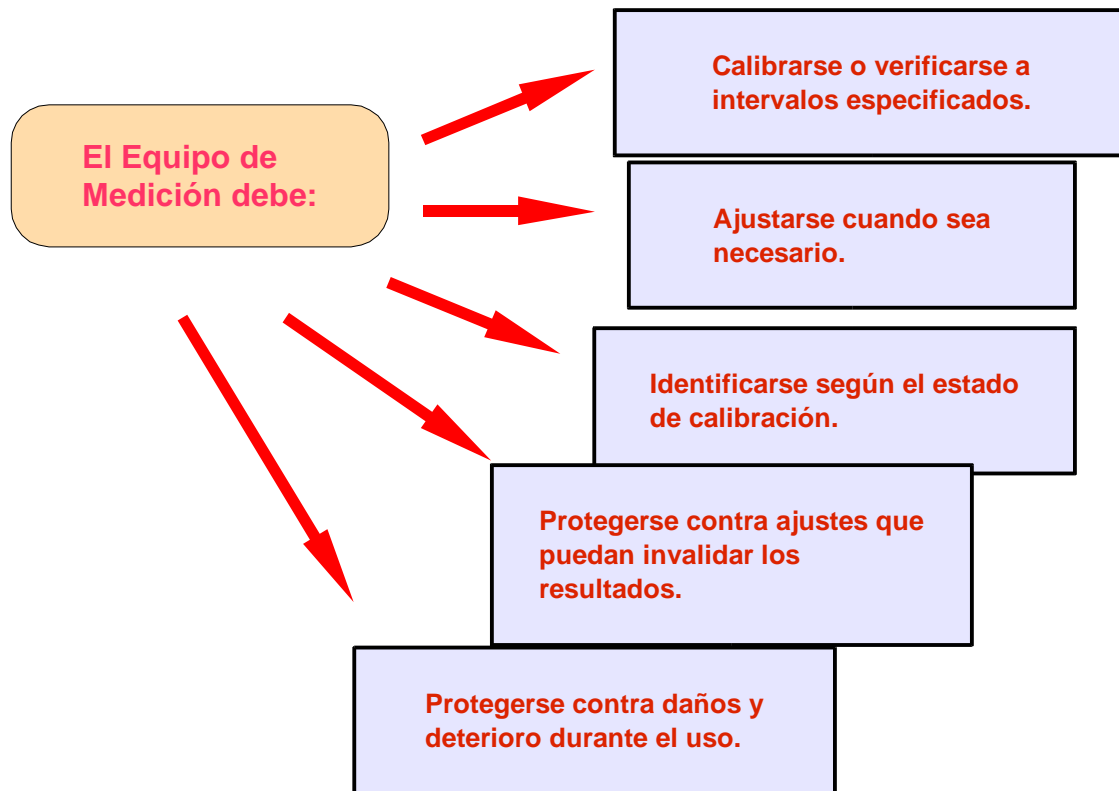 El Equipo de
Medición debe:
Calibrarse o verificarse a
intervalos especificados.
Ajustarse cuando sea
necesario.
Identificarse según el estado
de calibración.
Protegerse contra ajustes que
puedan invalidar los
resultados.
Protegerse contra daños y
deterioro durante el uso.